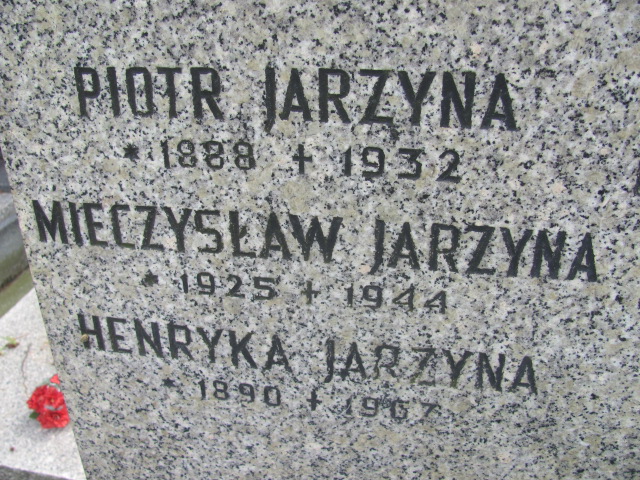 PIOTR JARZYNA
* 1888 + 1932
MIECZYSŁAW JARZYNA
* 1925 + 1944
HENRYKA JARZYNA
* 1890 + 1967